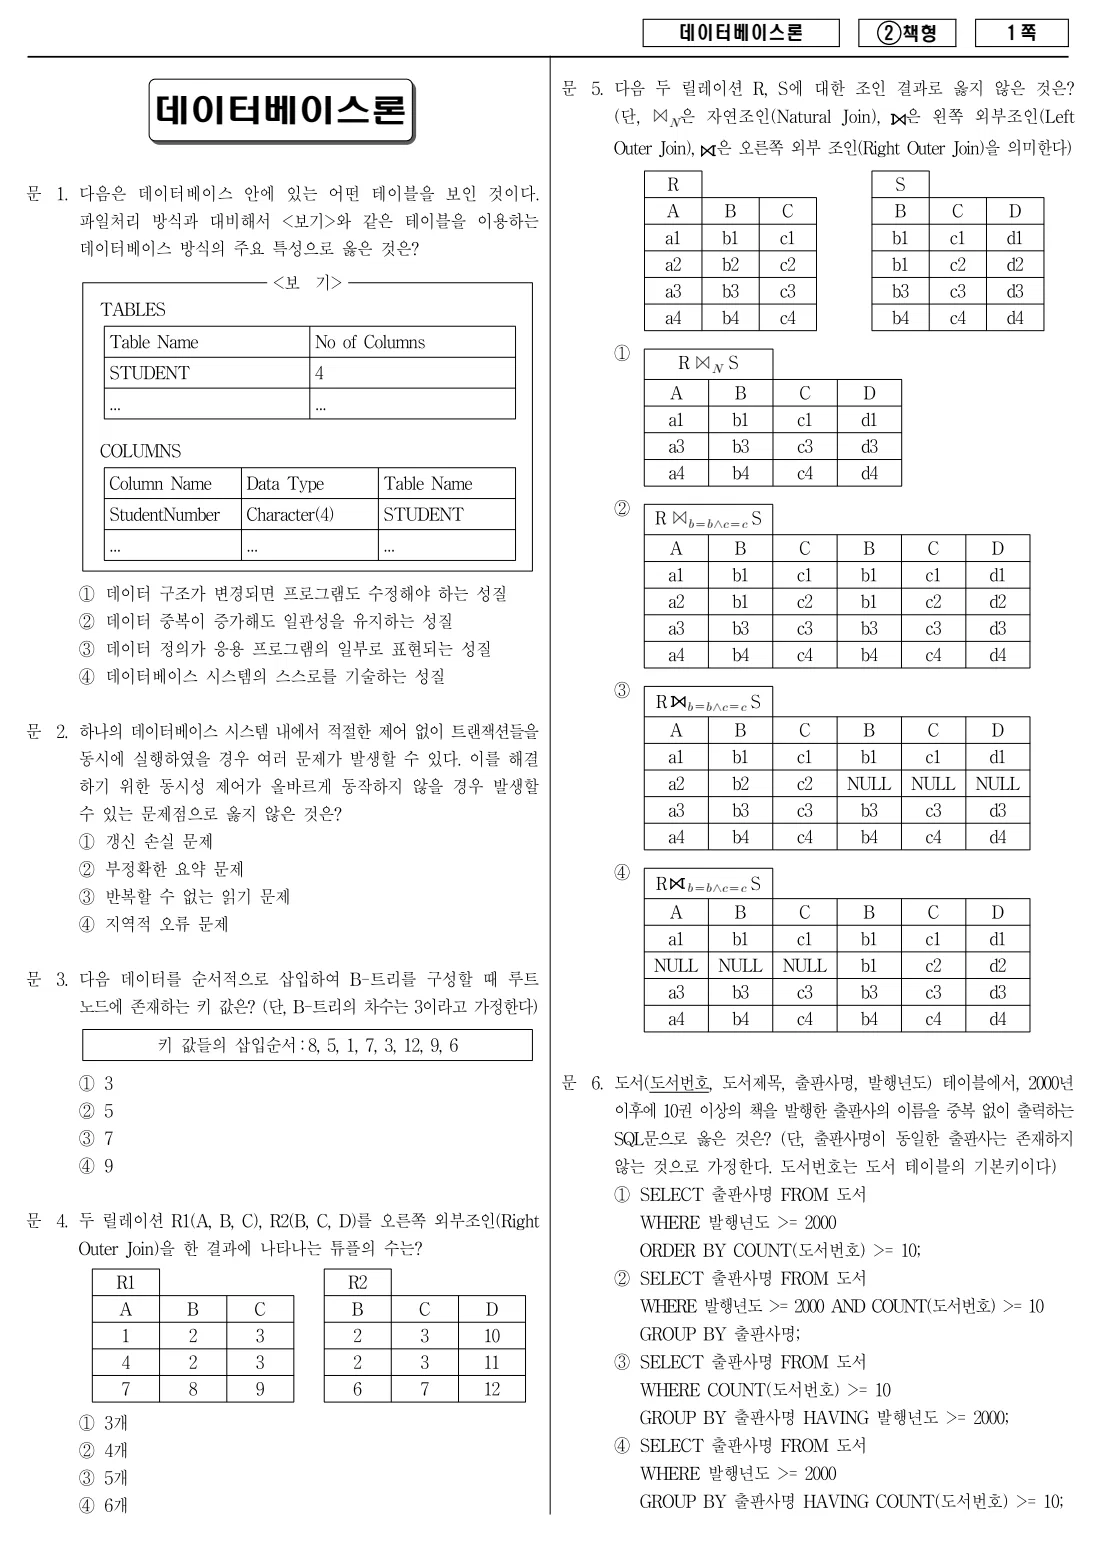 데이터베이스론
②책형
1쪽
데이터베이스론
문 1. 다음은 데이터베이스 안에 있는 어떤 테이블을 보인 것이다.
파일처리 방식과 대비해서 <보기>와 같은 테이블을 이용하는
데이터베이스 방식의 주요 특성으로 옳은 것은?
<보 기>
TABLES
Table Name No of Columns
STUDENT 4
... ...
COLUMNS
Column Name Data Type Table Name
StudentNumber Character(4) STUDENT
... ... ...
① 데이터 구조가 변경되면 프로그램도 수정해야 하는 성질
② 데이터 중복이 증가해도 일관성을 유지하는 성질
③ 데이터 정의가 응용 프로그램의 일부로 표현되는 성질
④ 데이터베이스 시스템의 스스로를 기술하는 성질
문 2. 하나의 데이터베이스 시스템 내에서 적절한 제어 없이 트랜잭션들을
동시에 실행하였을 경우 여러 문제가 발생할 수 있다. 이를 해결
하기 위한 동시성 제어가 올바르게 동작하지 않을 경우 발생할
수 있는 문제점으로 옳지 않은 것은?
① 갱신 손실 문제
② 부정확한 요약 문제
③ 반복할 수 없는 읽기 문제
④ 지역적 오류 문제
문 3. 다음 데이터를 순서적으로 삽입하여 B-트리를 구성할 때 루트
노드에 존재하는 키 값은? (단, B-트리의 차수는 3이라고 가정한다)
키 값들의 삽입순서 : 8, 5, 1, 7, 3, 12, 9, 6
① 3
② 5
③ 7
④ 9
문 4. 두 릴레이션 R1(A, B, C), R2(B, C, D)를 오른쪽 외부조인(Right
Outer Join)을 한 결과에 나타나는 튜플의 수는?
R1
A B C
1 2 3
4 2 3
7 8 9
R2
B C D
2 3 10
2 3 11
6 7 12
① 3개
② 4개
③ 5개
④ 6개
문 5. 다음 두 릴레이션 R, S에 대한 조인 결과로 옳지 않은 것은?
(단, ⋈N은 자연조인(Natural Join), ⋈은 왼쪽 외부조인(Left
Outer Join), ⋈은 오른쪽 외부 조인(Right Outer Join)을 의미한다)
R
A B C
a1 b1 c1
a2 b2 c2
a3 b3 c3
a4 b4 c4
S
B C D
b1 c1 d1
b1 c2 d2
b3 c3 d3
b4 c4 d4
① R ⋈N S
A B C D
a1 b1 c1 d1
a3 b3 c3 d3
a4 b4 c4 d4
② R ⋈b=b∧c=c S
A B C B C D
a1 b1 c1 b1 c1 d1
a2 b1 c2 b1 c2 d2
a3 b3 c3 b3 c3 d3
a4 b4 c4 b4 c4 d4
③ R⋈b=b∧c=c S
A B C B C D
a1 b1 c1 b1 c1 d1
a2 b2 c2 NULL NULL NULL
a3 b3 c3 b3 c3 d3
a4 b4 c4 b4 c4 d4
④ R⋈b=b∧c=c S
A B C B C D
a1 b1 c1 b1 c1 d1
NULL NULL NULL b1 c2 d2
a3 b3 c3 b3 c3 d3
a4 b4 c4 b4 c4 d4
문 6. 도서(도서번호, 도서제목, 출판사명, 발행년도) 테이블에서, 2000년
이후에 10권 이상의 책을 발행한 출판사의 이름을 중복 없이 출력하는
SQL문으로 옳은 것은? (단, 출판사명이 동일한 출판사는 존재하지
않는 것으로 가정한다. 도서번호는 도서 테이블의 기본키이다)
① SELECT 출판사명 FROM 도서
WHERE 발행년도 >= 2000
ORDER BY COUNT(도서번호) >= 10;
② SELECT 출판사명 FROM 도서
WHERE 발행년도 >= 2000 AND COUNT(도서번호) >= 10
GROUP BY 출판사명;
③ SELECT 출판사명 FROM 도서
WHERE COUNT(도서번호) >= 10
GROUP BY 출판사명 HAVING 발행년도 >= 2000;
④ SELECT 출판사명 FROM 도서
WHERE 발행년도 >= 2000
GROUP BY 출판사명 HAVING COUNT(도서번호) >= 10;